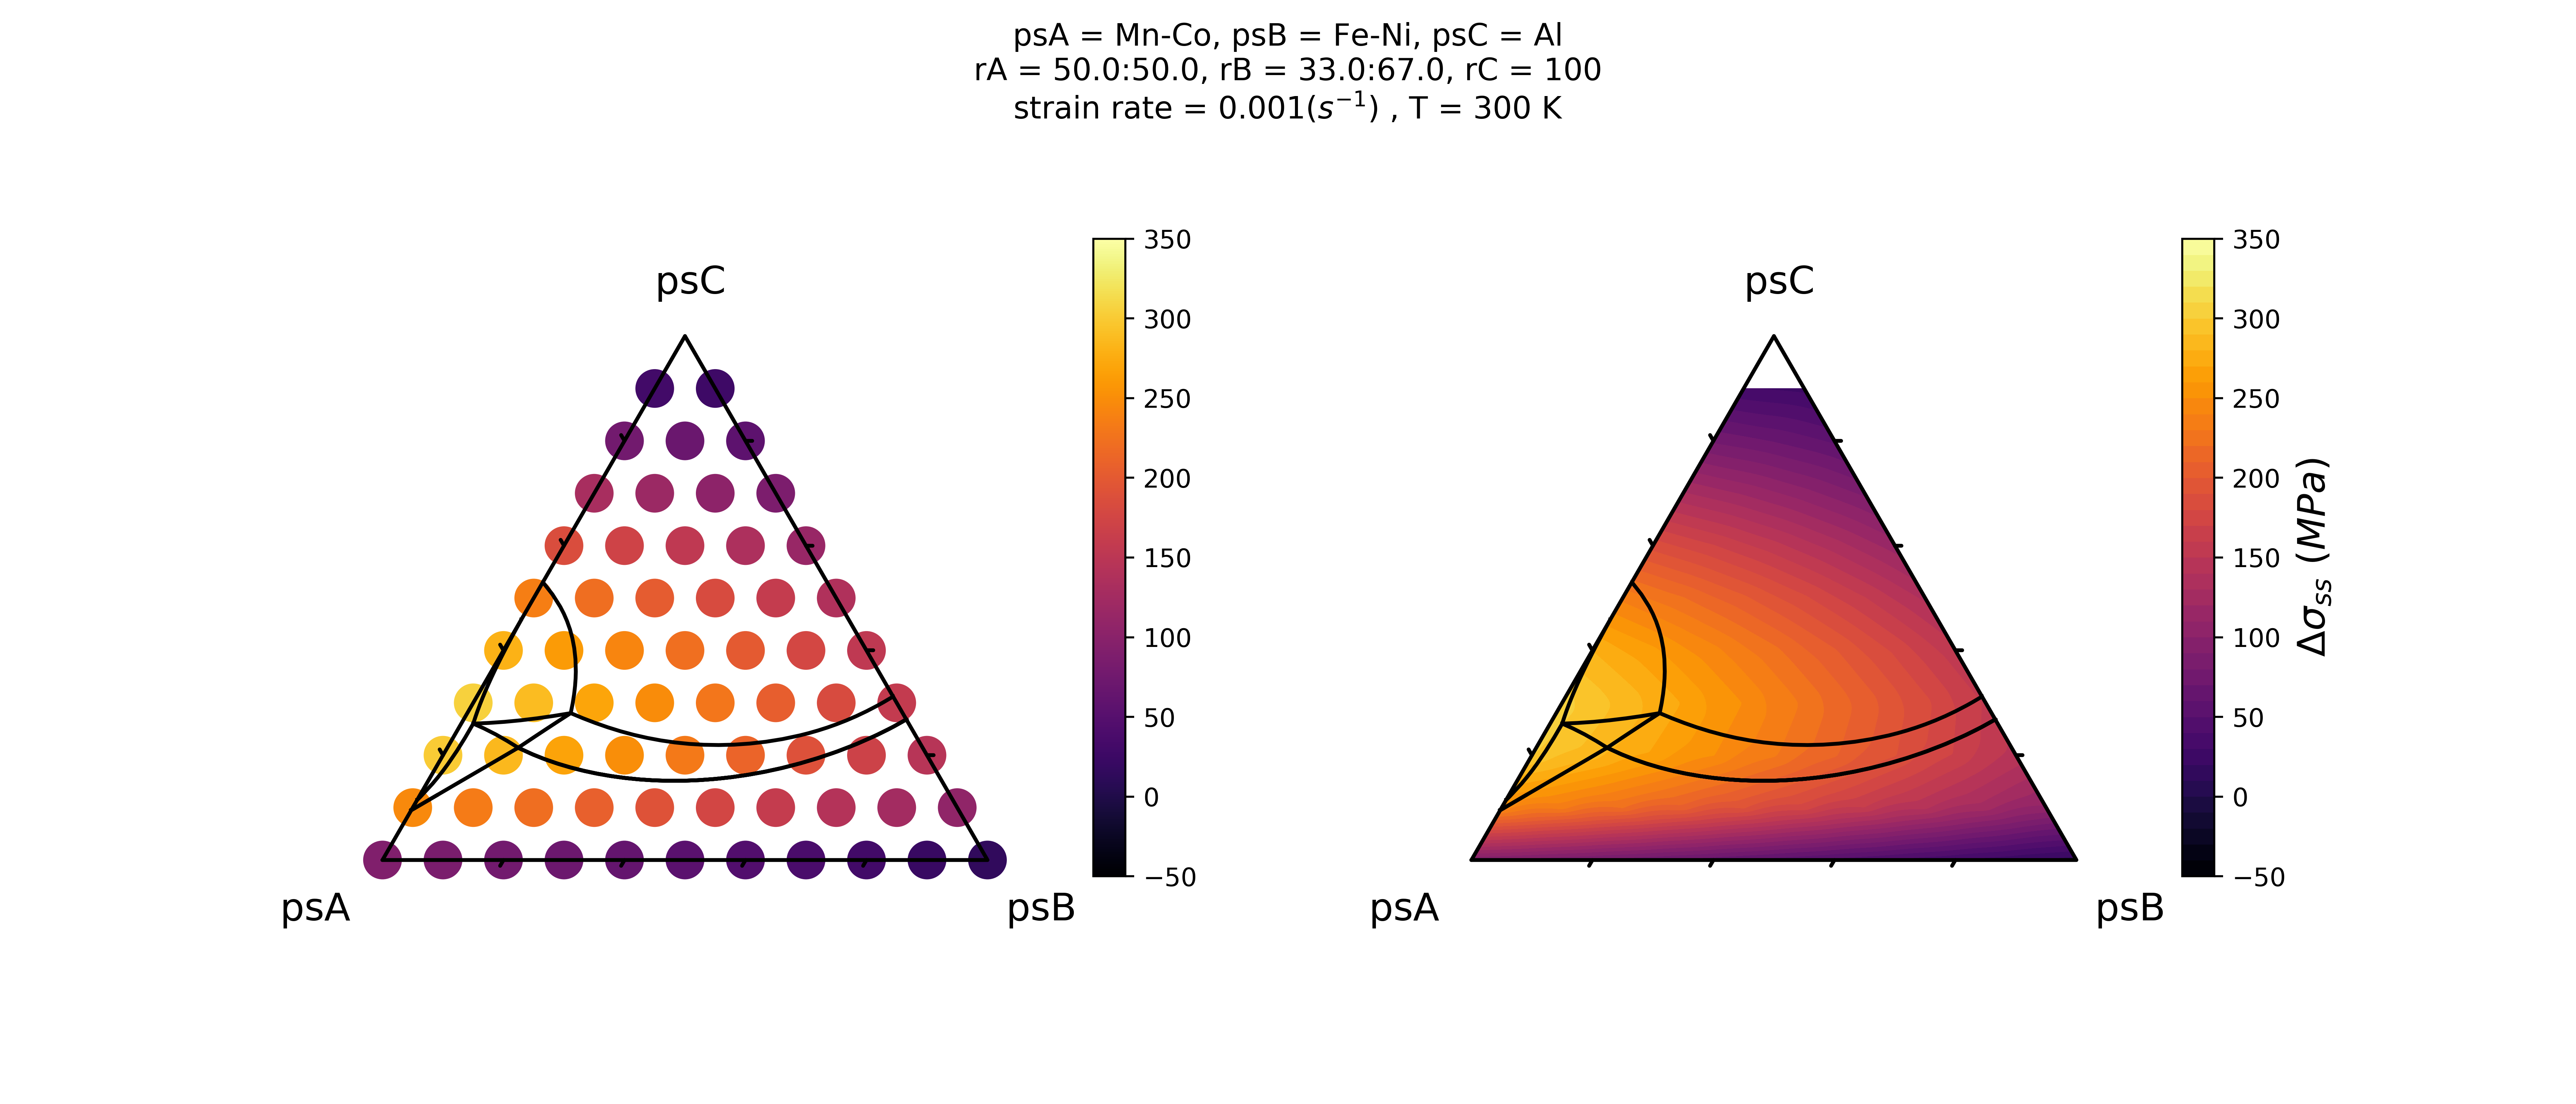 psA = Mn-Co, psB = Fe-Ni, psC = Al
rA = 50.0:50.0, rB = 33.0:67.0, rC = 100
strain rate = 0.001(s⁻¹) , T = 300 K
psC
psA
psB
350
300
250
200
150
100
50
0
−50
psC
psA
psB
350
300
250
200
150
100
50
0
−50
Δσss (MPa)